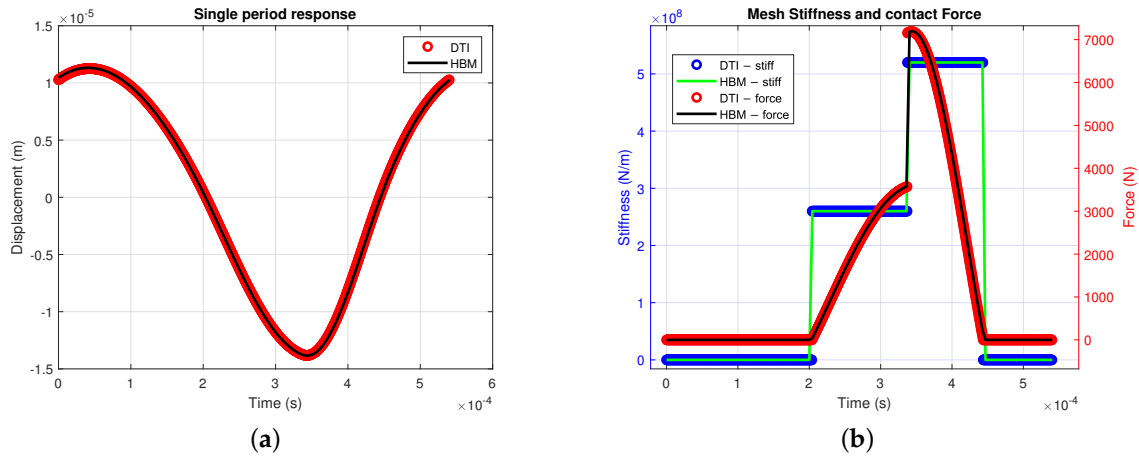 Single period response
1.5 ×10⁻⁵
1
0.5
0
-0.5
-1
-1.5
Displacement (m)
DTI
HBM
0 1 2 3 4 5 6
Time (s) ×10⁻⁴
(a)
Mesh Stiffness and contact Force
×10⁸
5
4
3
2
1
0
Stiffness (N/m)
DTI – stiff
HBM – stiff
DTI – force
HBM – force
7000
6000
5000
4000
3000
2000
1000
0
Force (N)
0 1 2 3 4 5
Time (s) ×10⁻⁴
(b)